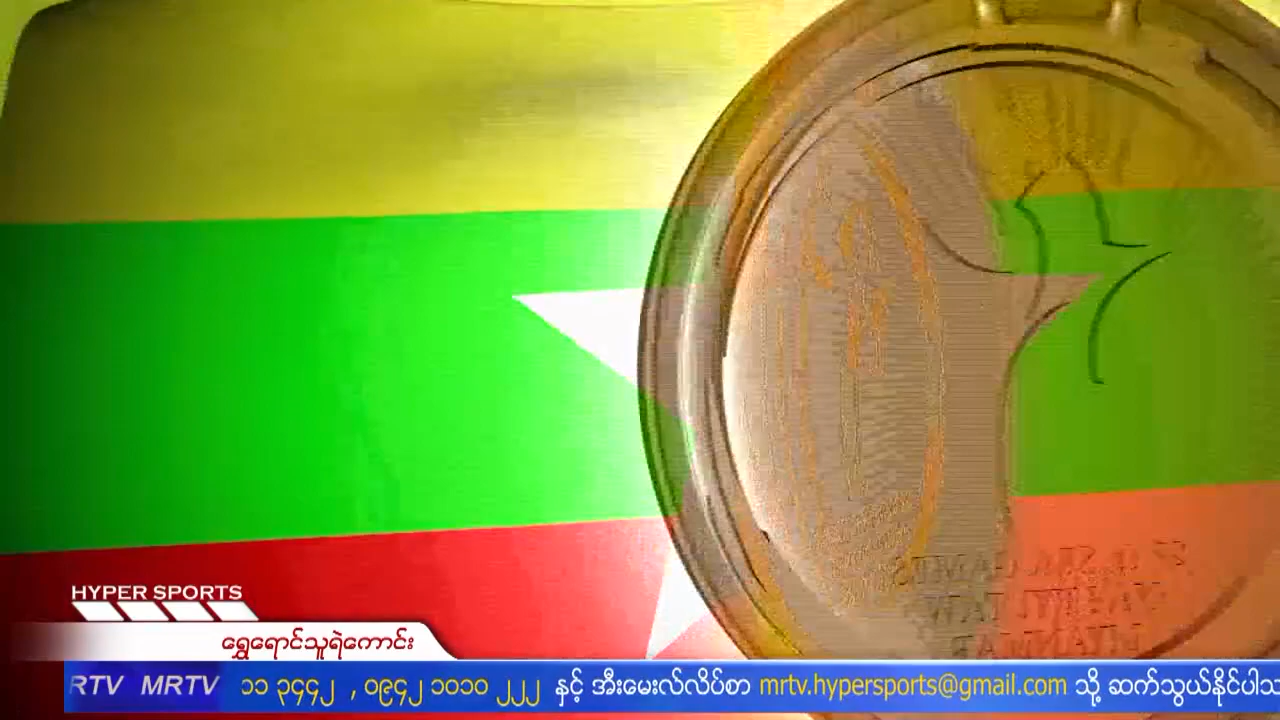 HYPER SPORTS
ရွှေရောင်သူရဲကောင်း
RTV MRTV ၁၁ ၃၄၄၂ , ၀၉၄၂ ၁၀၁၀ ၂၂၂ နှင့် အီးမေးလ်လိပ်စာ mrtv.hypersports@gmail.com သို့ ဆက်သွယ်နိုင်ပါသ